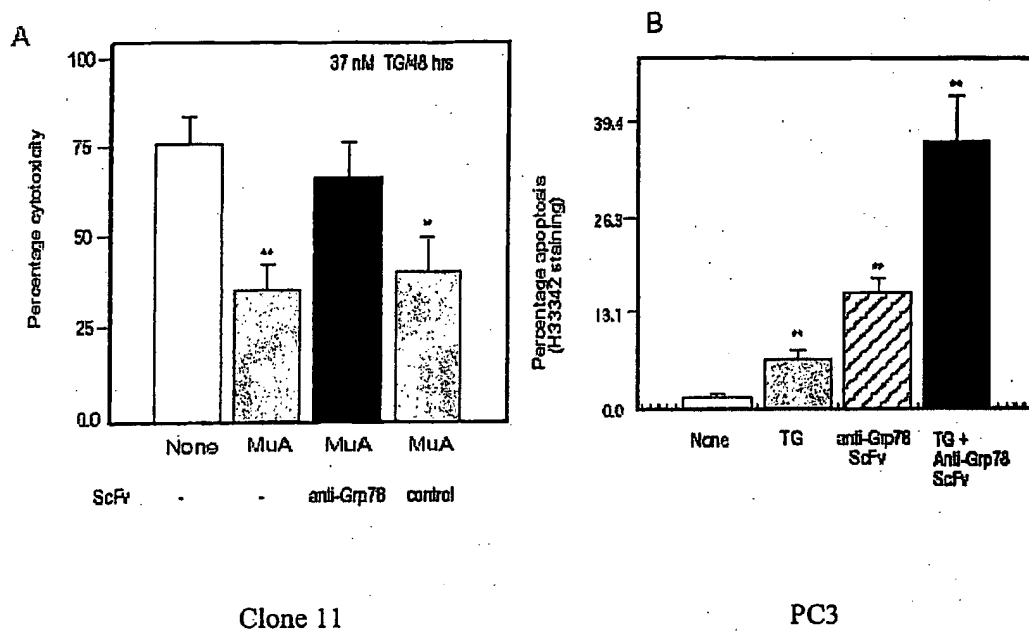 A
37 nM TG/48 hrs
Percentage cytotoxicity
100
75
50
25
0.0
**
*
None MuA MuA MuA
ScFv - - anti-Grp78 control
Clone 11
B
Percentage apoptosis
(H33342 staining)
39.4
26.3
13.1
0.0
**
**
**
None TG anti-Grp78 TG +
ScFv Anti-Grp78
ScFv
PC3